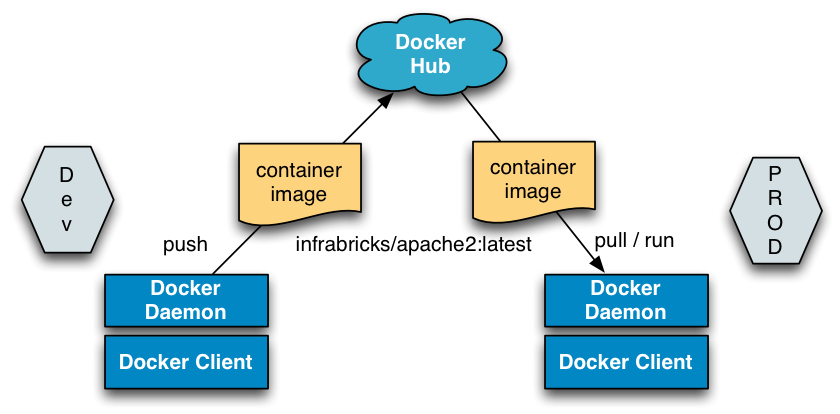 Docker
Hub
container
image
container
image
D
e
v
P
R
O
D
push
infrabricks/apache2:latest
pull / run
Docker
Daemon
Docker
Daemon
Docker Client
Docker Client